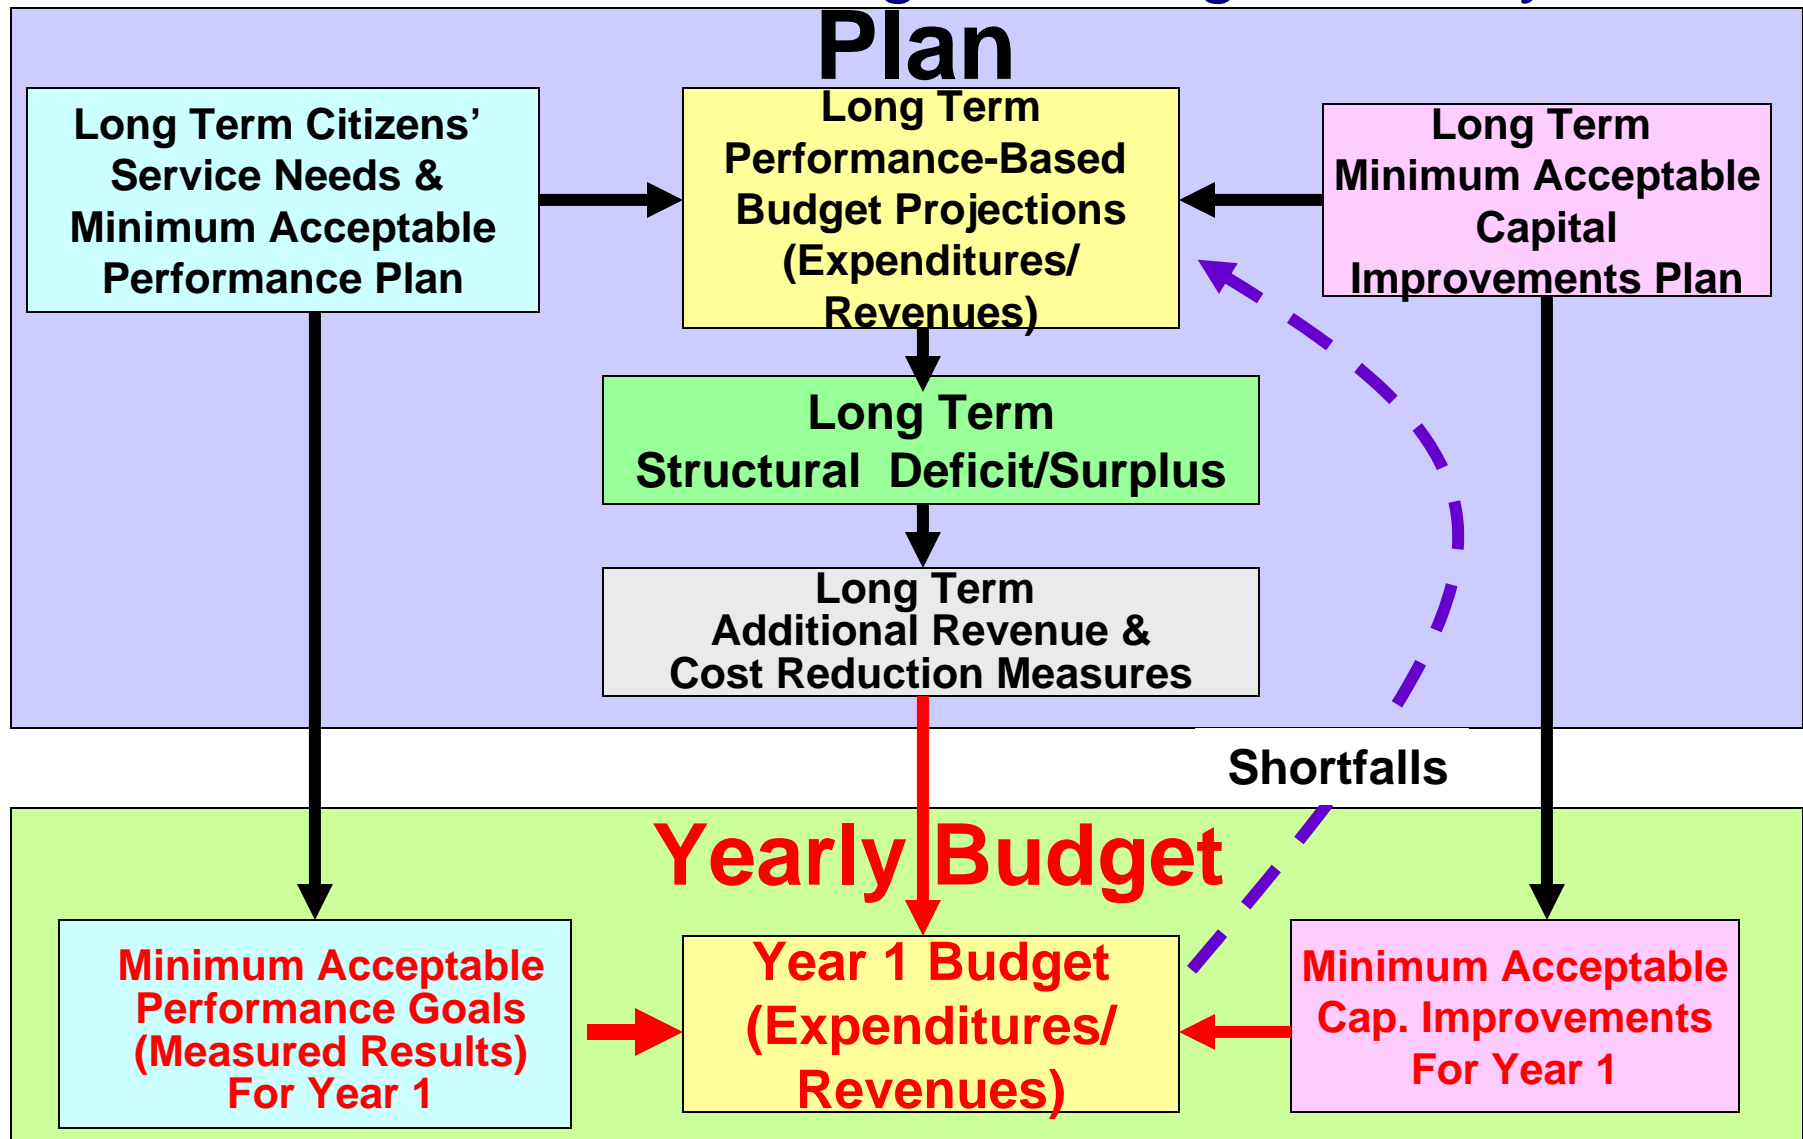 Plan
Long Term Citizens’
Service Needs &
Minimum Acceptable
Performance Plan
Long Term
Performance-Based
Budget Projections
(Expenditures/
Revenues)
Long Term
Minimum Acceptable
Capital
Improvements Plan
Long Term
Structural Deficit/Surplus
Long Term
Additional Revenue &
Cost Reduction Measures
Shortfalls
Yearly Budget
Minimum Acceptable
Performance Goals
(Measured Results)
For Year 1
Year 1 Budget
(Expenditures/
Revenues)
Minimum Acceptable
Cap. Improvements
For Year 1